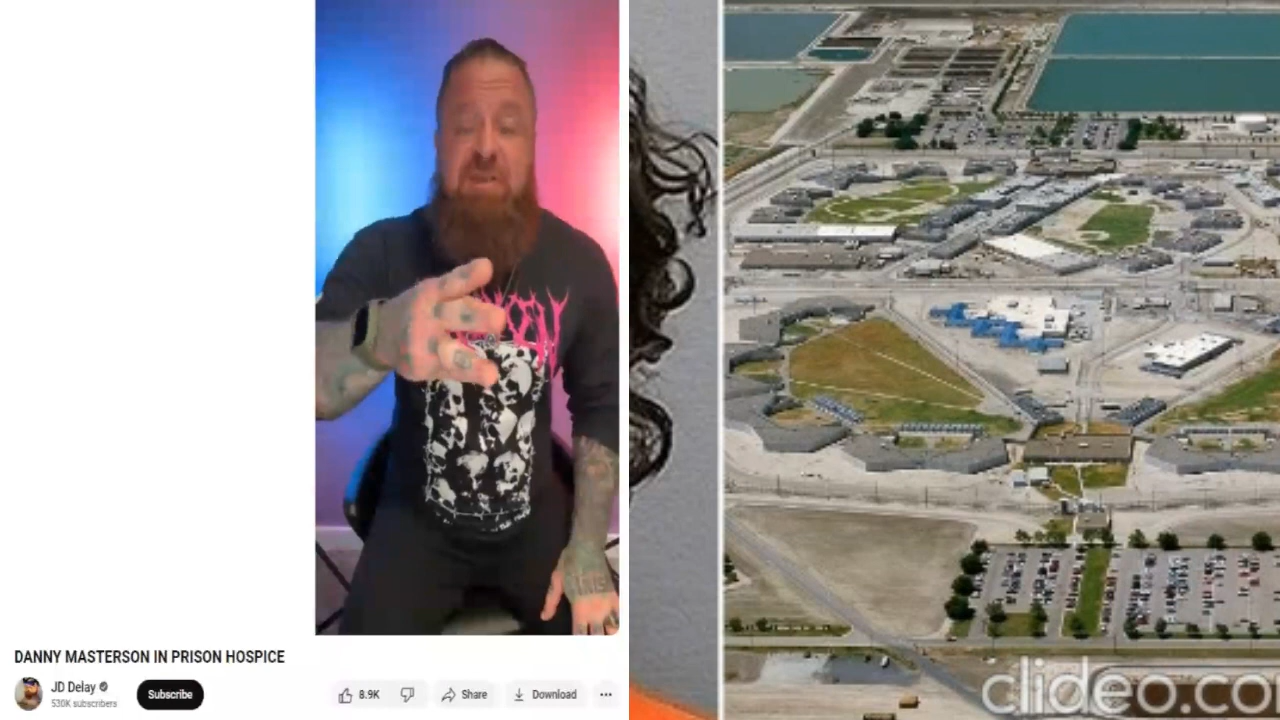 DANNY MASTERSON IN PRISON HOSPICE
JD Delay
530K subscribers
Subscribe
8.9K
Share
Download
clideo.co